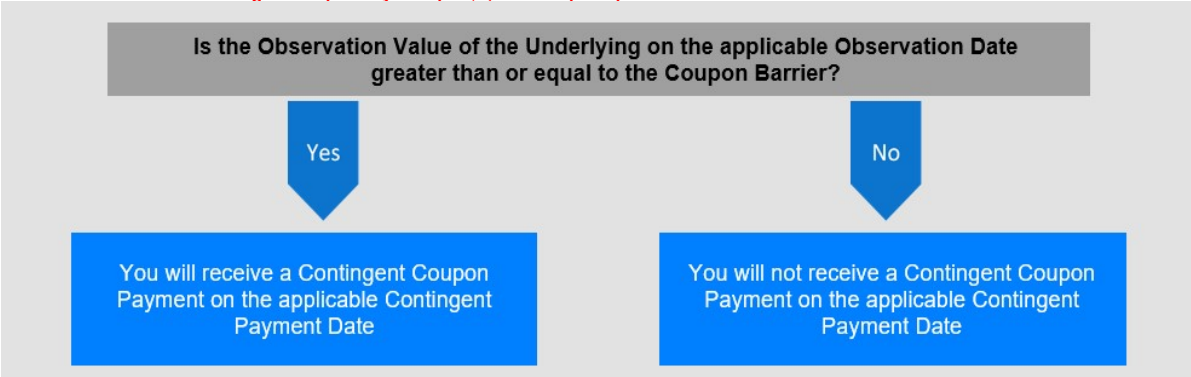 Is the Observation Value of the Underlying on the applicable Observation Date
greater than or equal to the Coupon Barrier?
Yes
No
You will receive a Contingent Coupon
Payment on the applicable Contingent
Payment Date
You will not receive a Contingent Coupon
Payment on the applicable Contingent
Payment Date